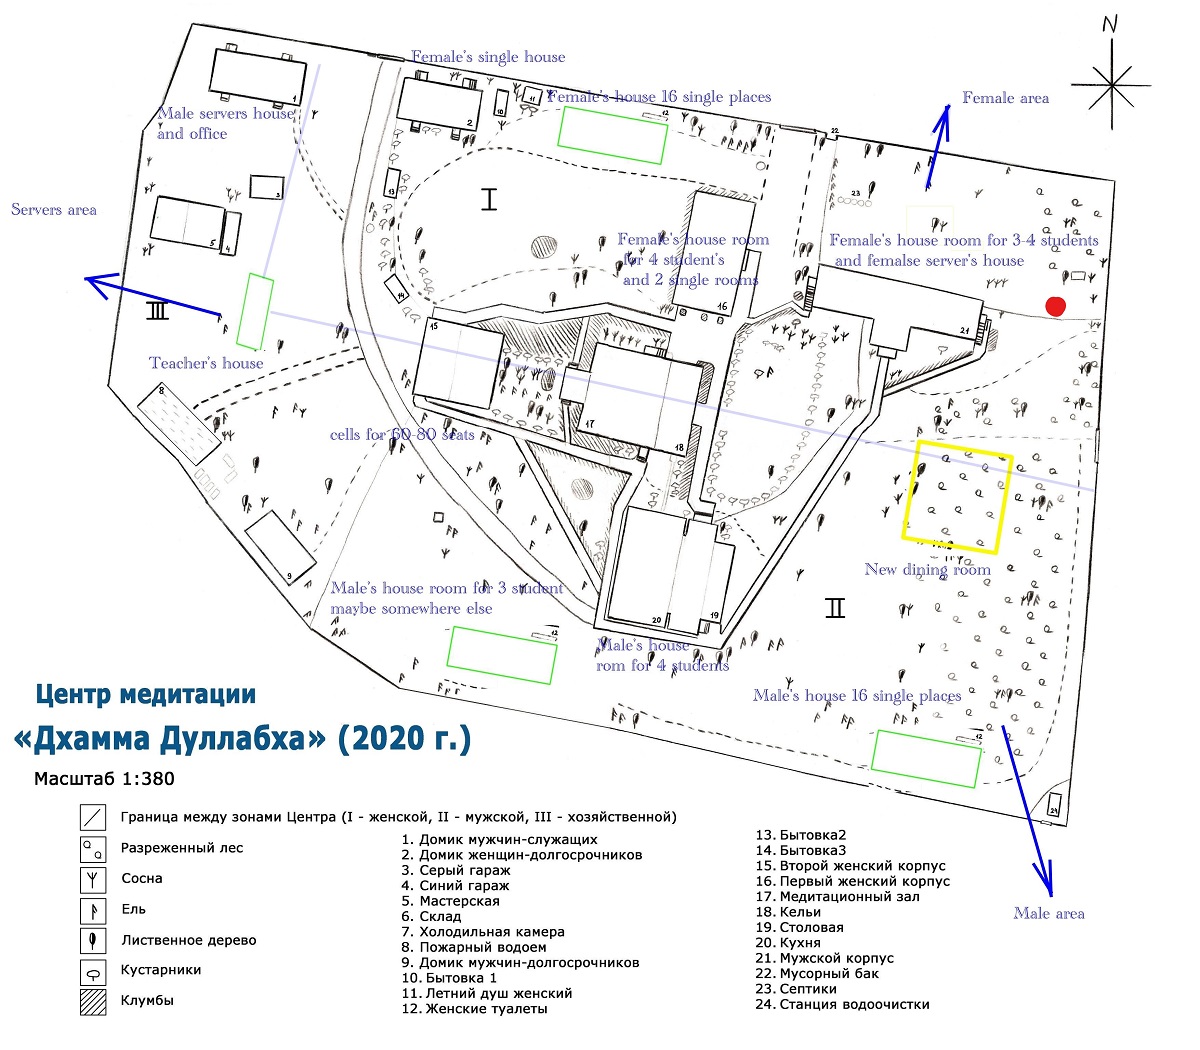 N
Female's single house
Female's house 16 single places
Female area
Male servers house
and office
Servers area
Female's house room
for 4 student's
and 2 single rooms
Female's house room for 3-4 students
and femalse server's house
Teacher's house
cells for 60-80 seats
New dining room
Male's house room for 3 student
maybe somewhere else
Male's house
rom for 4 students
Male's house 16 single places
Male area
I
II
III
1
2
3
4
5
8
9
10
11
12
12
12
13
14
15
16
17
18
19
20
21
22
23
24
Центр медитации
«Дхамма Дуллабха» (2020 г.)
Масштаб 1:380
Граница между зонами Центра (I - женской, II - мужской, III - хозяйственной)
Разреженный лес
Сосна
Ель
Лиственное дерево
Кустарники
Клумбы
1. Домик мужчин-служащих
2. Домик женщин-долгосрочников
3. Серый гараж
4. Синий гараж
5. Мастерская
6. Склад
7. Холодильная камера
8. Пожарный водоем
9. Домик мужчин-долгосрочников
10. Бытовка 1
11. Летний душ женский
12. Женские туалеты
13. Бытовка2
14. Бытовка3
15. Второй женский корпус
16. Первый женский корпус
17. Медитационный зал
18. Кельи
19. Столовая
20. Кухня
21. Мужской корпус
22. Мусорный бак
23. Септики
24. Станция водоочистки